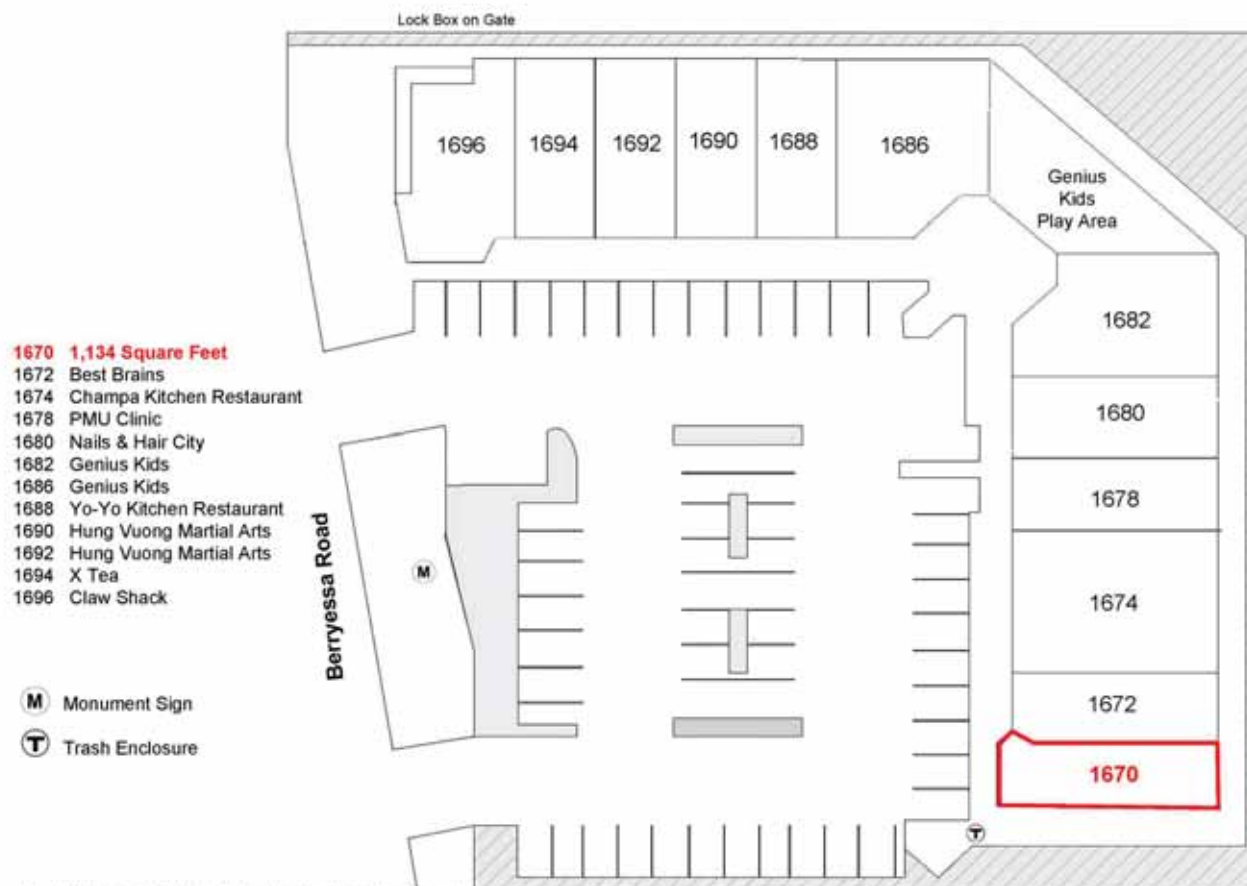 Lock Box on Gate
1696
1694
1692
1690
1688
1686
Genius
Kids
Play Area
1682
1680
1678
1674
1672
1670
1670 1,134 Square Feet
1672 Best Brains
1674 Champa Kitchen Restaurant
1678 PMU Clinic
1680 Nails & Hair City
1682 Genius Kids
1686 Genius Kids
1688 Yo-Yo Kitchen Restaurant
1690 Hung Vuong Martial Arts
1692 Hung Vuong Martial Arts
1694 X Tea
1696 Claw Shack
Berryessa Road
M
M Monument Sign
T Trash Enclosure
T